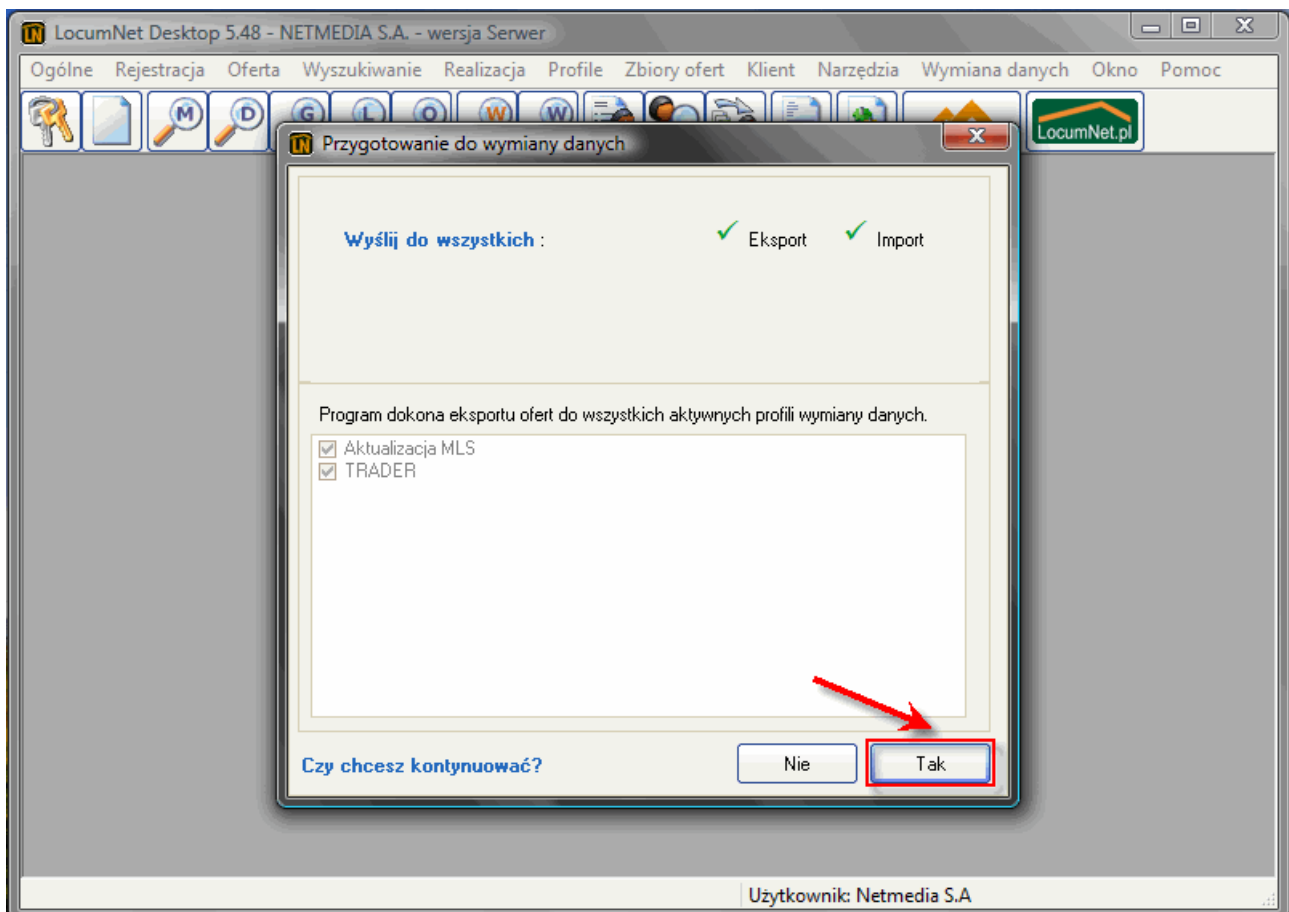 LocumNet Desktop 5.48 - NETMEDIA S.A. - wersja Serwer
Ogólne Rejestracja Oferta Wyszukiwanie Realizacja Profile Zbiory ofert Klient Narzędzia Wymiana danych Okno Pomoc
M D G L O W W LocumNet.pl
Przygotowanie do wymiany danych
Wyślij do wszystkich : Eksport Import
Program dokona eksportu ofert do wszystkich aktywnych profili wymiany danych.
Aktualizacja MLS
TRADER
Czy chcesz kontynuować? Nie Tak
Użytkownik: Netmedia S.A